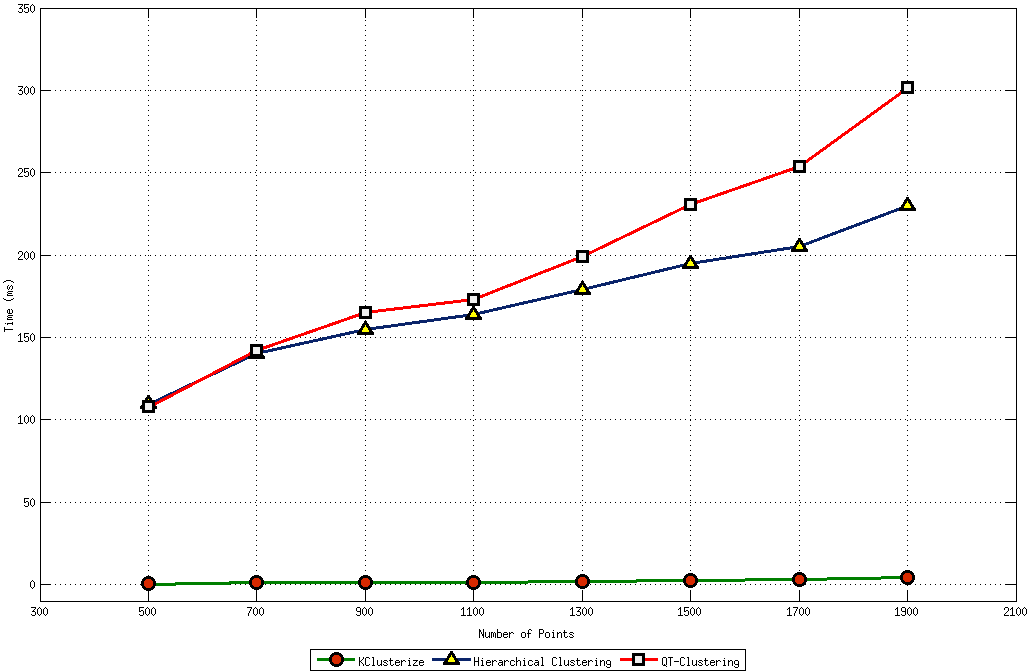 350
300
250
200
150
100
50
0
Time (ms)
300 500 700 900 1100 1300 1500 1700 1900 2100
Number of Points
KClusterize Hierarchical Clustering QT-Clustering